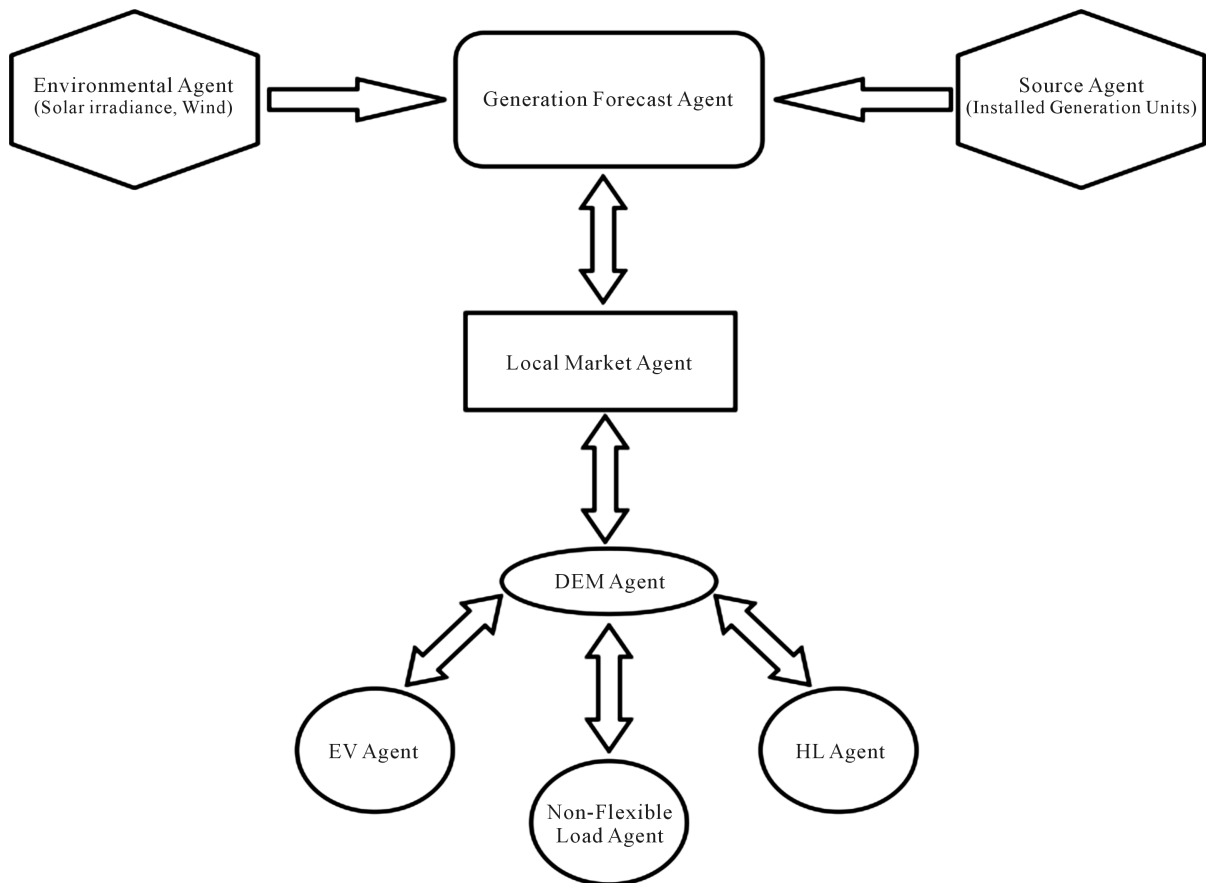 Environmental Agent
(Solar irradiance, Wind)
Generation Forecast Agent
Source Agent
(Installed Generation Units)
Local Market Agent
DEM Agent
EV Agent
HL Agent
Non-Flexible
Load Agent